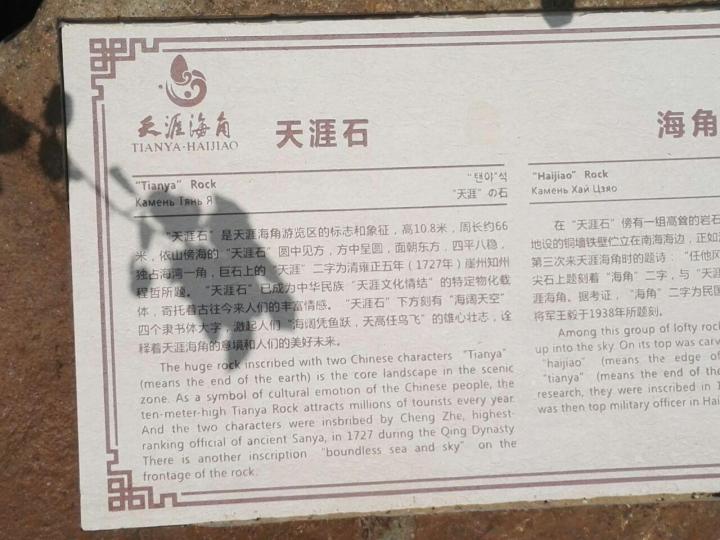 天涯海角
TIANYA·HAIJIAO
天涯石
"Tianya" Rock
"톈야"석
Камень Тянь Я
"天涯"の石
"天涯石"是天涯海角游览区的标志和象征，高10.8米，周长约66
米，依山傍海的"天涯石"圆中见方，方中呈圆，面朝东方，四平八稳，
独占海湾一角，巨石上的"天涯"二字为清雍正五年（1727年）崖州知州
程哲所题。"天涯石"已成为中华民族"天涯文化情结"的特定物化载
体，寄托着古往今来人们的丰富情感。"天涯石"下方刻有"海阔天空"
四个隶书体大字，激起人们"海阔凭鱼跃，天高任鸟飞"的雄心壮志，诠
释着天涯海角的意境和人们的美好未来。
The huge rock inscribed with two Chinese characters "Tianya"
(means the end of the earth) is the core landscape in the scenic
zone. As a symbol of cultural emotion of the Chinese people, the
ten-meter-high Tianya Rock attracts millions of tourists every year.
And the two characters were insbribed by Cheng Zhe, highest-
ranking official of ancient Sanya, in 1727 during the Qing Dynasty
There is another inscription "boundless sea and sky" on the
frontage of the rock.
海角
"Haijiao" Rock
Камень Хай Цзяо
在"天涯石"傍有一组高耸的岩石
地设的铜墙铁壁伫立在南海海边，正如
第三次来天涯海角时的题诗："任他风
尖石上题刻着"海角"二字，与"天
涯海角。据考证，"海角"二字为民国
将军王毅于1938年所题刻。
Among this group of lofty rock
up into the sky. On its top was carv
"haijiao" (means the edge of
"tianya" (means the end of the
research, they were inscribed in 1
was then top military officer in Hai